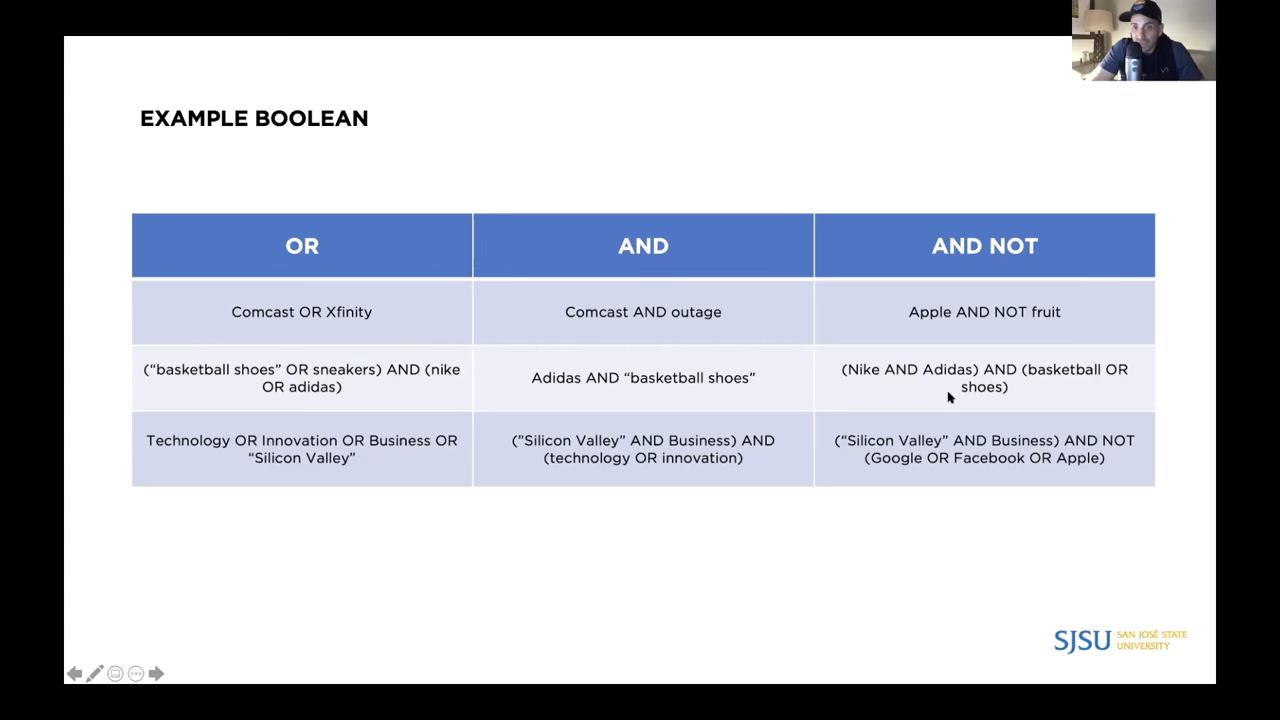 EXAMPLE BOOLEAN
OR
AND
AND NOT
Comcast OR Xfinity
Comcast AND outage
Apple AND NOT fruit
(“basketball shoes” OR sneakers) AND (nike
OR adidas)
Adidas AND “basketball shoes”
(Nike AND Adidas) AND (basketball OR
shoes)
Technology OR Innovation OR Business OR
“Silicon Valley”
(”Silicon Valley” AND Business) AND
(technology OR innovation)
(“Silicon Valley” AND Business) AND NOT
(Google OR Facebook OR Apple)
SJSU SAN JOSÉ STATE
UNIVERSITY